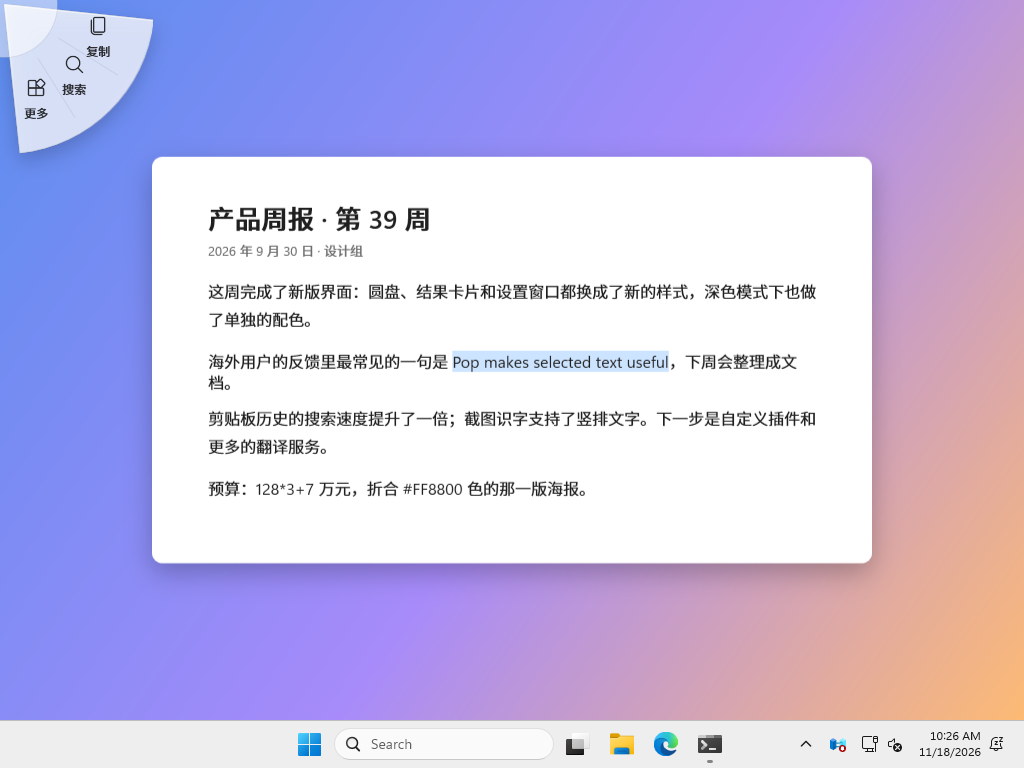 复制
搜索
更多
产品周报 · 第 39 周
2026 年 9 月 30 日 · 设计组
这周完成了新版界面：圆盘、结果卡片和设置窗口都换成了新的样式，深色模式下也做
了单独的配色。
海外用户的反馈里最常见的一句是 Pop makes selected text useful，下周会整理成文
档。
剪贴板历史的搜索速度提升了一倍；截图识字支持了竖排文字。下一步是自定义插件和
更多的翻译服务。
预算：128*3+7 万元，折合 #FF8800 色的那一版海报。
Search
10:26 AM
11/18/2026